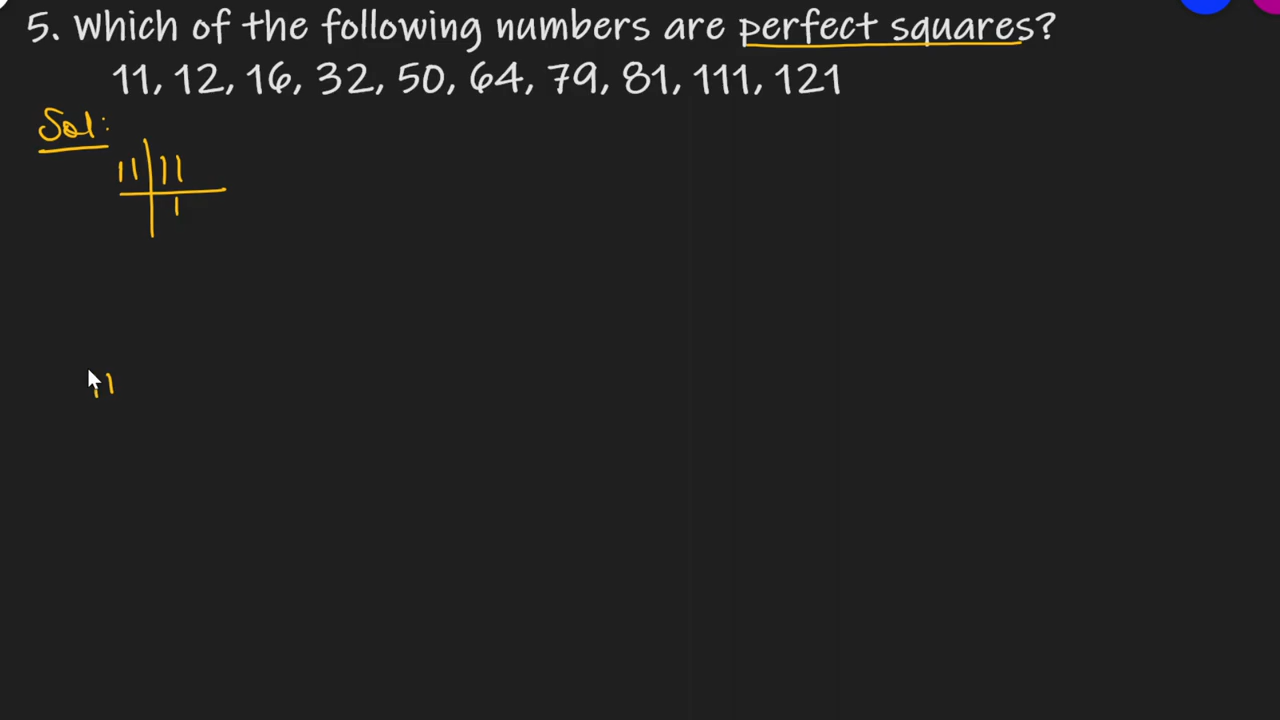 5. Which of the following numbers are perfect squares?
11, 12, 16, 32, 50, 64, 79, 81, 111, 121
Sol:
11 11
1
11